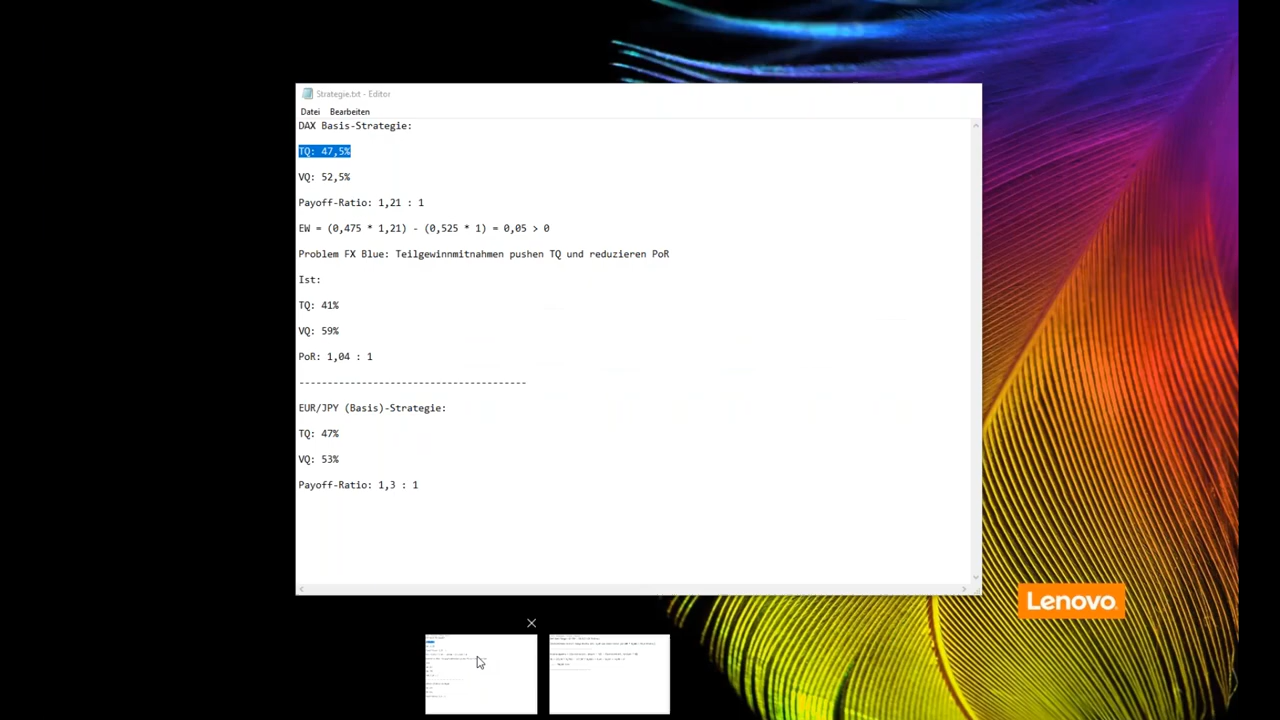 Strategie.txt - Editor
Datei Bearbeiten
DAX Basis-Strategie:
TQ: 47,5%
VQ: 52,5%
Payoff-Ratio: 1,21 : 1
EW = (0,475 * 1,21) - (0,525 * 1) = 0,05 > 0
Problem FX Blue: Teilgewinnmitnahmen pushen TQ und reduzieren PoR
Ist:
TQ: 41%
VQ: 59%
PoR: 1,04 : 1
----------------------------------------
EUR/JPY (Basis)-Strategie:
TQ: 47%
VQ: 53%
Payoff-Ratio: 1,3 : 1
Lenovo